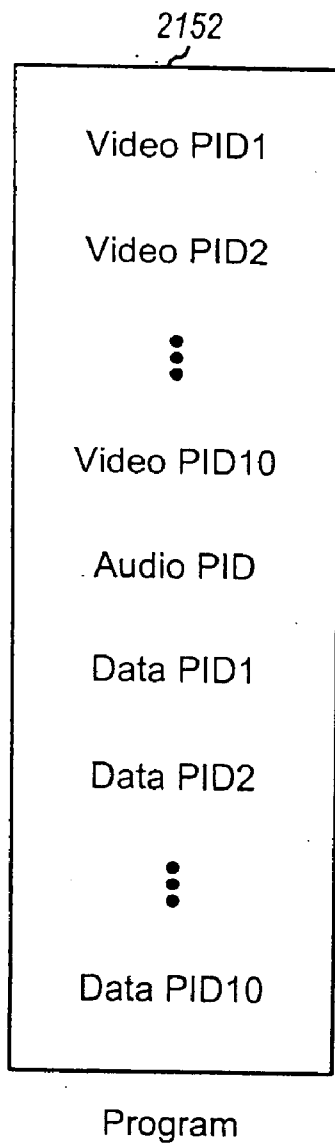 2152
Video PID1
Video PID2
Video PID10
Audio PID
Data PID1
Data PID2
Data PID10
Program